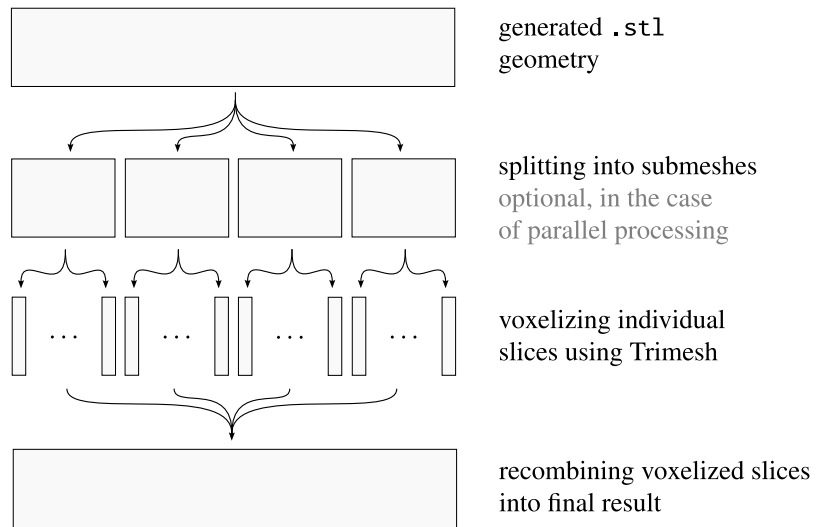 generated .stl
geometry
splitting into submeshes
optional, in the case
of parallel processing
... ... ... ...
voxelizing individual
slices using Trimesh
recombining voxelized slices
into final result